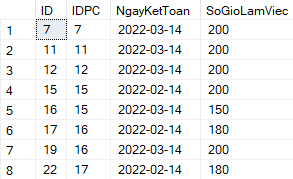 ID IDPC NgayKetToan SoGioLamViec
1 7 7 2022-03-14 200
2 11 11 2022-03-14 200
3 12 12 2022-03-14 200
4 15 15 2022-02-14 200
5 16 15 2022-03-14 150
6 17 16 2022-02-14 180
7 19 16 2022-03-14 200
8 22 17 2022-02-14 180